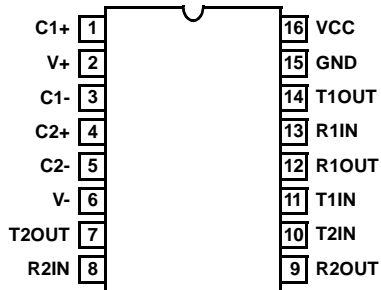 C1+ 1 16 VCC
V+ 2 15 GND
C1- 3 14 T1OUT
C2+ 4 13 R1IN
C2- 5 12 R1OUT
V- 6 11 T1IN
T2OUT 7 10 T2IN
R2IN 8 9 R2OUT